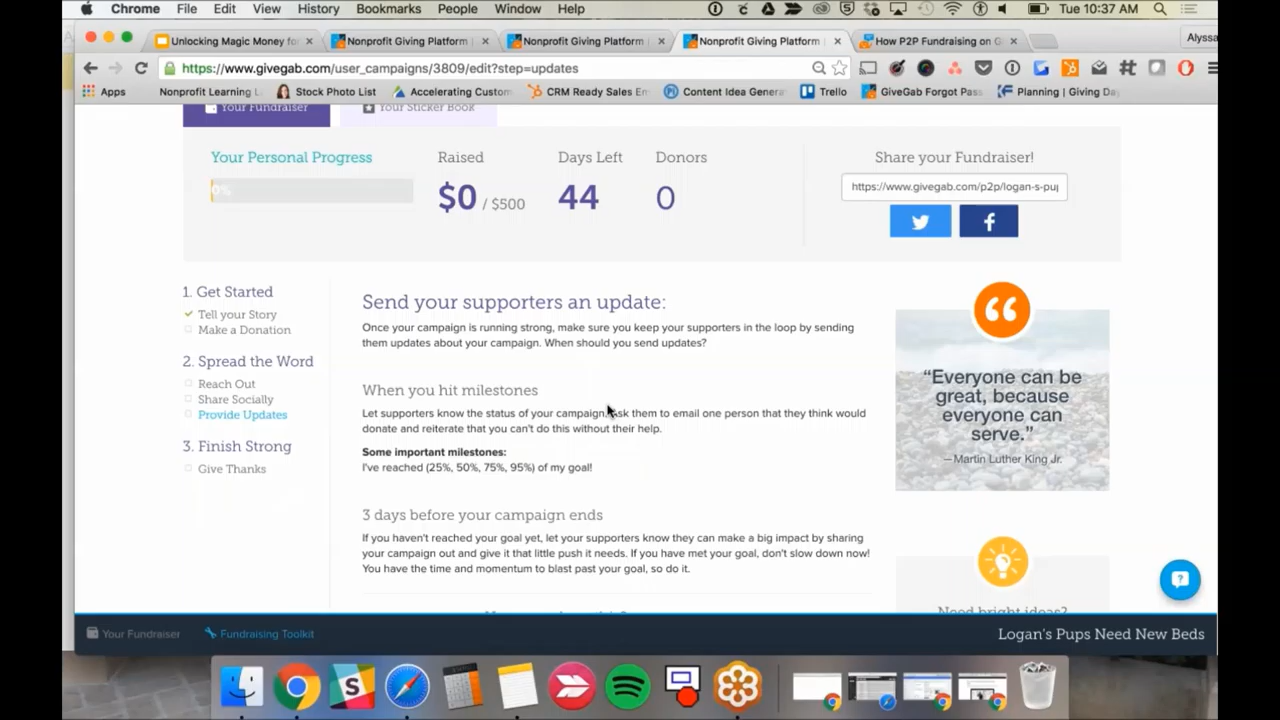 Chrome File Edit View History Bookmarks People Window Help Tue 10:37 AM
Unlocking Magic Money fo
Nonprofit Giving Platform |
Nonprofit Giving Platform |
Nonprofit Giving Platform |
How P2P Fundraising on G
Alyssa
https://www.givegab.com/user_campaigns/3809/edit?step=updates
Apps Nonprofit Learning L Stock Photo List Accelerating Custom CRM Ready Sales En Content Idea Genera Trello GiveGab Forgot Pas Planning | Giving Da
Your Fundraiser Your Sticker Book
Your Personal Progress Raised Days Left Donors Share your Fundraiser!
0% $0 / $500 44 0 https://www.givegab.com/p2p/logan-s-pup
1. Get Started
Tell your Story
Make a Donation
2. Spread the Word
Reach Out
Share Socially
Provide Updates
3. Finish Strong
Give Thanks
Send your supporters an update:
Once your campaign is running strong, make sure you keep your supporters in the loop by sending
them updates about your campaign. When should you send updates?
When you hit milestones
Let supporters know the status of your campaign. Ask them to email one person that they think would
donate and reiterate that you can't do this without their help.
Some important milestones:
I've reached (25%, 50%, 75%, 95%) of my goal!
3 days before your campaign ends
If you haven't reached your goal yet, let your supporters know they can make a big impact by sharing
your campaign out and give it that little push it needs. If you have met your goal, don't slow down now!
You have the time and momentum to blast past your goal, so do it.
“Everyone can be
great, because
everyone can
serve.”
—Martin Luther King Jr.
Need bright ideas?
Your Fundraiser Fundraising Toolkit Logan's Pups Need New Beds